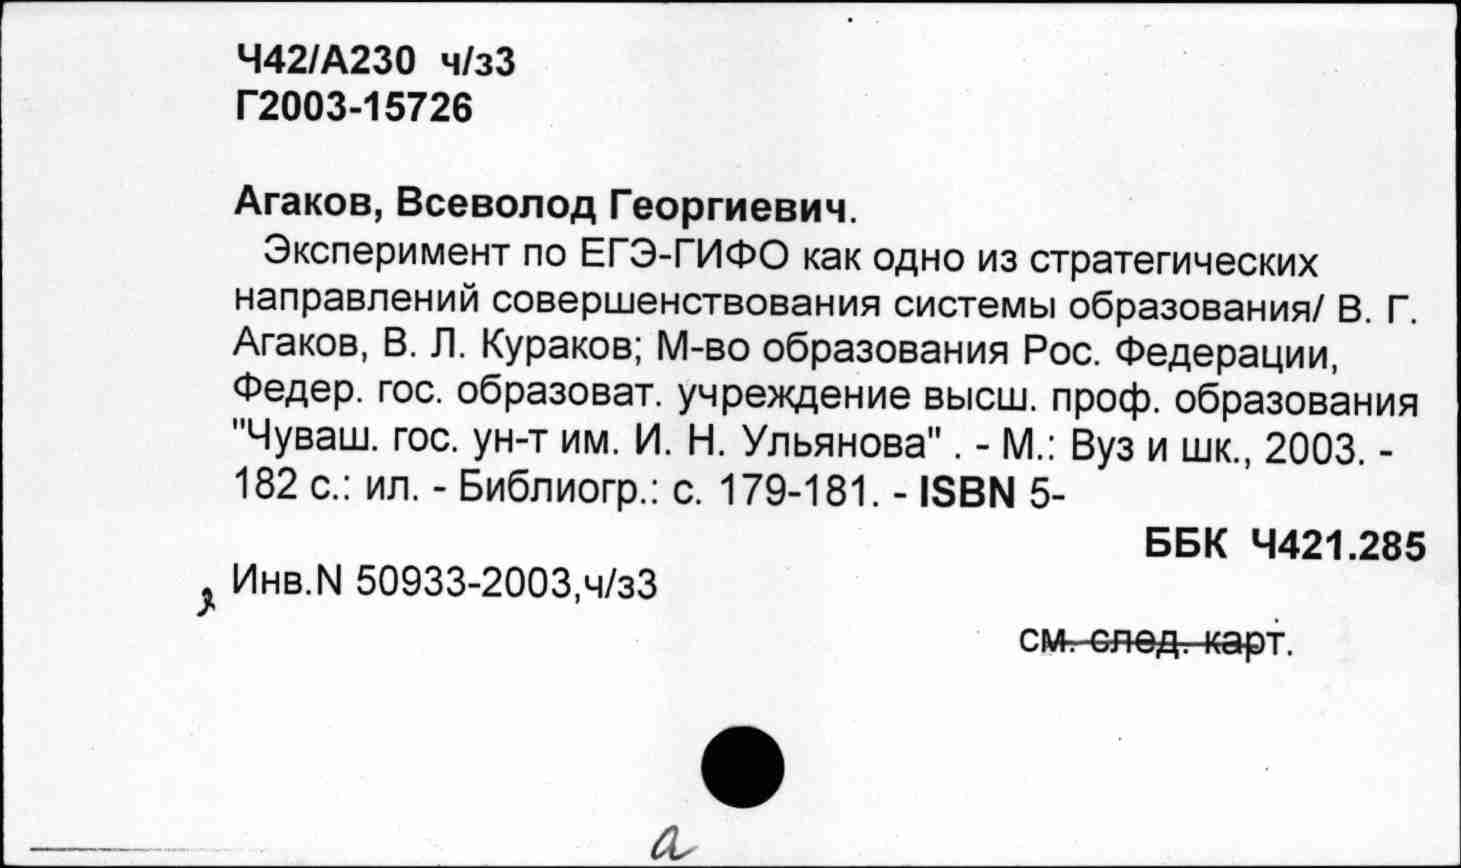 Ч42/А230 ч/з3
Г2003-15726
Агаков, Всеволод Георгиевич.
Эксперимент по ЕГЭ-ГИФО как одно из стратегических
направлений совершенствования системы образования/ В. Г.
Агаков, В. Л. Кураков; М-во образования Рос. Федерации,
Федер. гос. образоват. учреждение высш. проф. образования
"Чуваш. гос. ун-т им. И. Н. Ульянова" . - М.: Вуз и шк., 2003. -
182 с.: ил. - Библиогр.: с. 179-181. - ISBN 5-
ББК Ч421.285
Инв.N 50933-2003,ч/з3
см. след. карт.
а